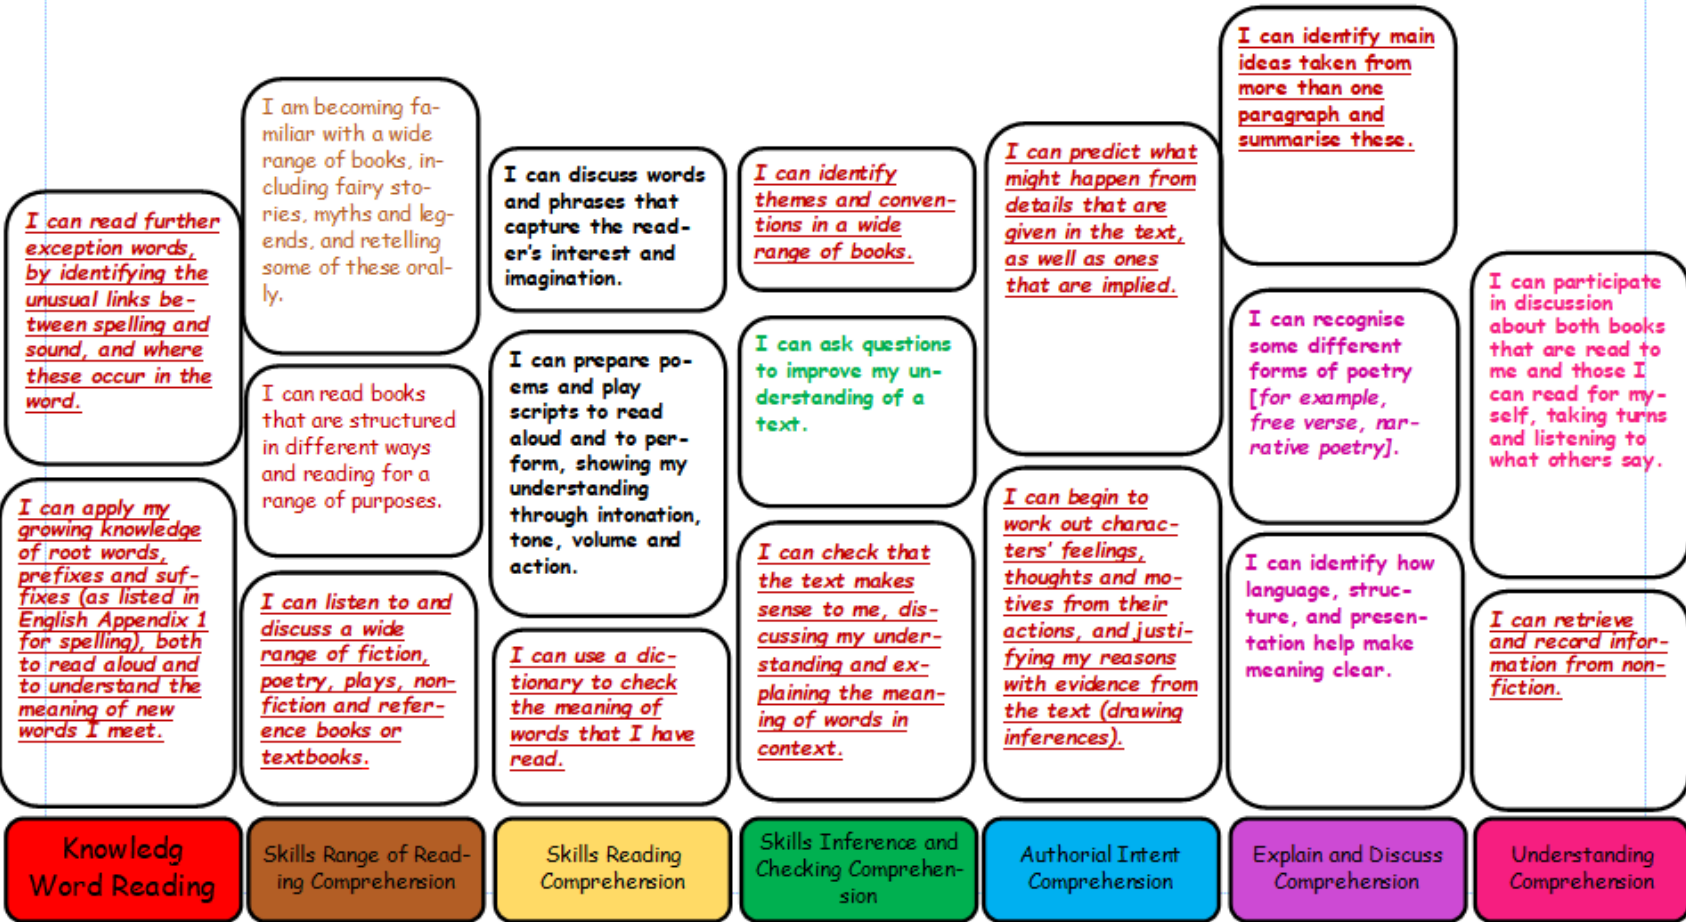 I can read further
exception words,
by identifying the
unusual links be-
tween spelling and
sound, and where
these occur in the
word.
I can apply my
growing knowledge
of root words,
prefixes and suf-
fixes (as listed in
English Appendix 1
for spelling), both
to read aloud and
to understand the
meaning of new
words I meet.
Knowledg
Word Reading
I am becoming fa-
miliar with a wide
range of books, in-
cluding fairy sto-
ries, myths and leg-
ends, and retelling
some of these oral-
ly.
I can read books
that are structured
in different ways
and reading for a
range of purposes.
I can listen to and
discuss a wide
range of fiction,
poetry, plays, non-
fiction and refer-
ence books or
textbooks.
Skills Range of Read-
ing Comprehension
I can discuss words
and phrases that
capture the read-
er's interest and
imagination.
I can prepare po-
ems and play
scripts to read
aloud and to per-
form, showing my
understanding
through intonation,
tone, volume and
action.
I can use a dic-
tionary to check
the meaning of
words that I have
read.
Skills Reading
Comprehension
I can identify
themes and conven-
tions in a wide
range of books.
I can ask questions
to improve my un-
derstanding of a
text.
I can check that
the text makes
sense to me, dis-
cussing my under-
standing and ex-
plaining the mean-
ing of words in
context.
Skills Inference and
Checking Comprehen-
sion
I can predict what
might happen from
details that are
given in the text,
as well as ones
that are implied.
I can begin to
work out charac-
ters' feelings,
thoughts and mo-
tives from their
actions, and justi-
fying my reasons
with evidence from
the text (drawing
inferences).
Authorial Intent
Comprehension
I can identify main
ideas taken from
more than one
paragraph and
summarise these.
I can recognise
some different
forms of poetry
[for example,
free verse, nar-
rative poetry].
I can identify how
language, struc-
ture, and presen-
tation help make
meaning clear.
Explain and Discuss
Comprehension
I can participate
in discussion
about both books
that are read to
me and those I
can read for my-
self, taking turns
and listening to
what others say.
I can retrieve
and record infor-
mation from non-
fiction.
Understanding
Comprehension